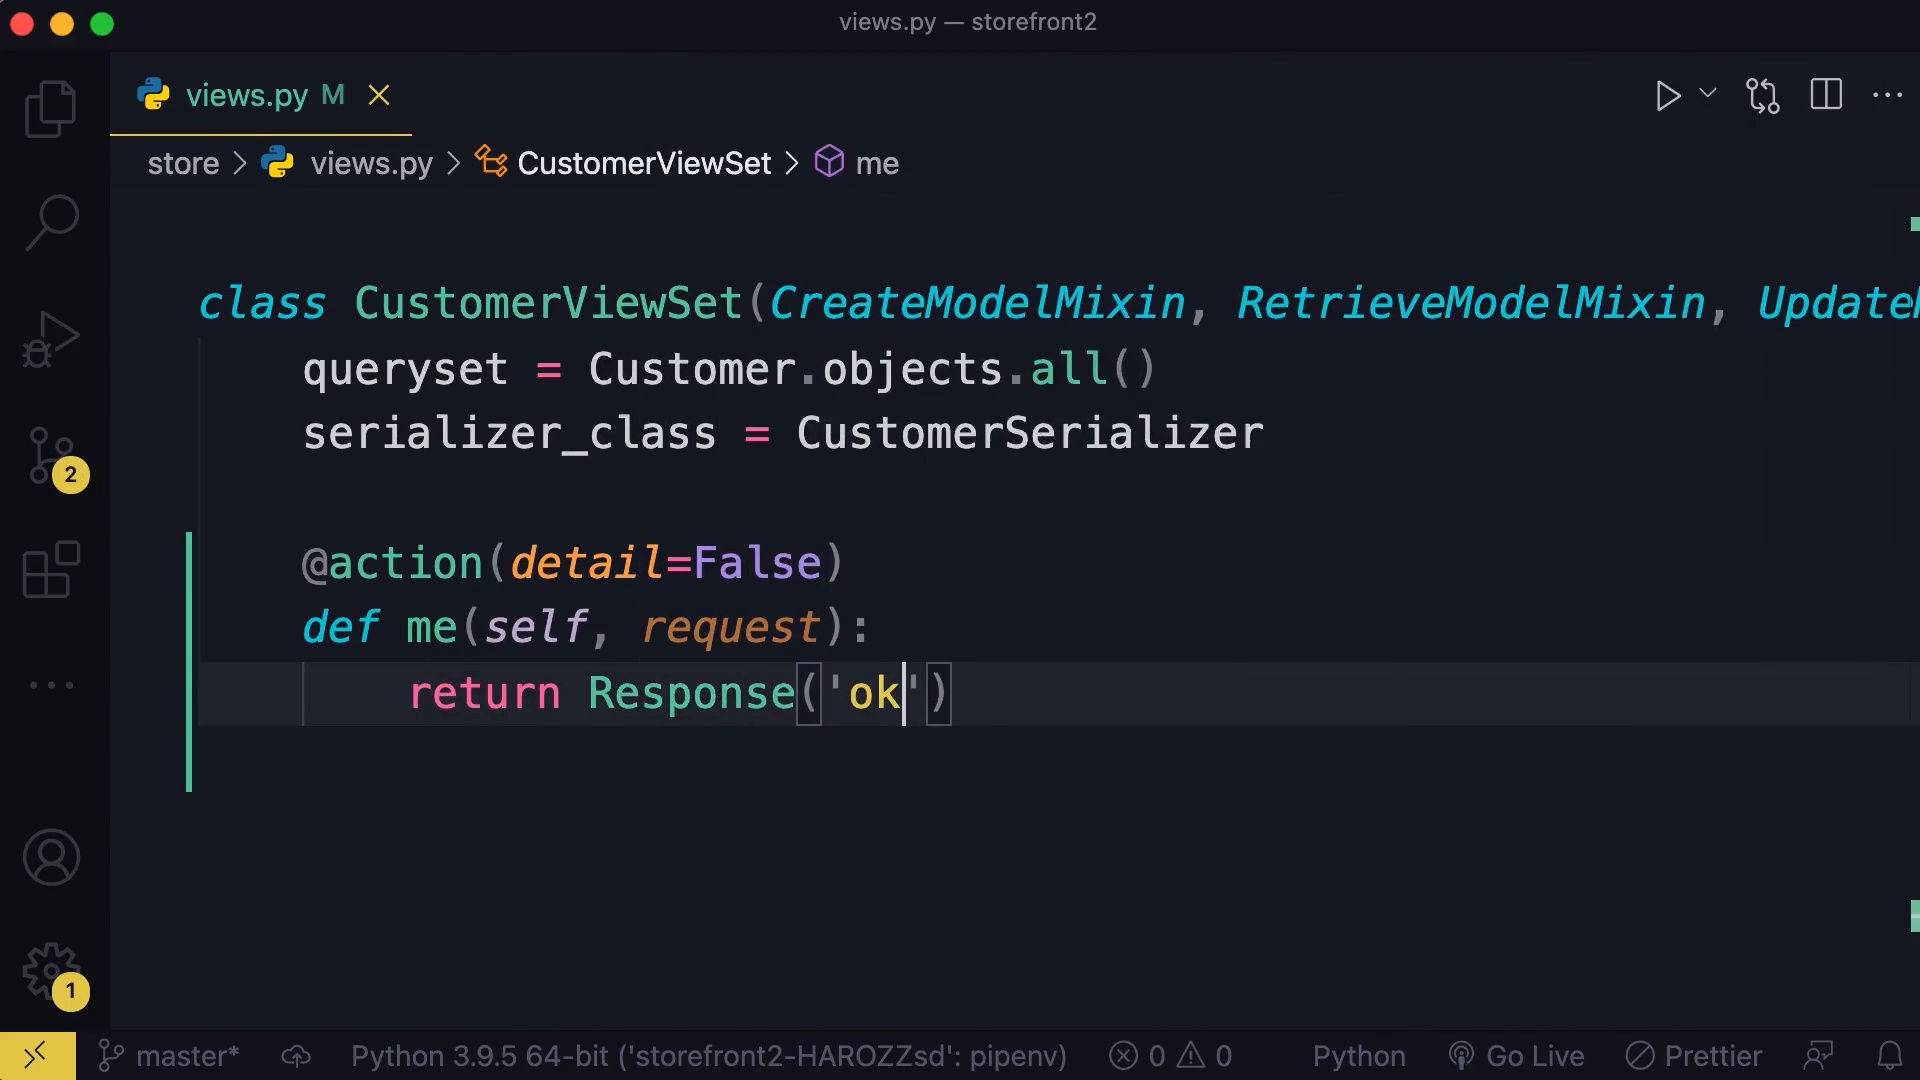 views.py — storefront2
views.py M
store > views.py > CustomerViewSet > me
class CustomerViewSet(CreateModelMixin, RetrieveModelMixin, Update
queryset = Customer.objects.all()
serializer_class = CustomerSerializer
@action(detail=False)
def me(self, request):
return Response('ok')
2
1
master* Python 3.9.5 64-bit ('storefront2-HAROZZsd': pipenv) 0 0 Python Go Live Prettier